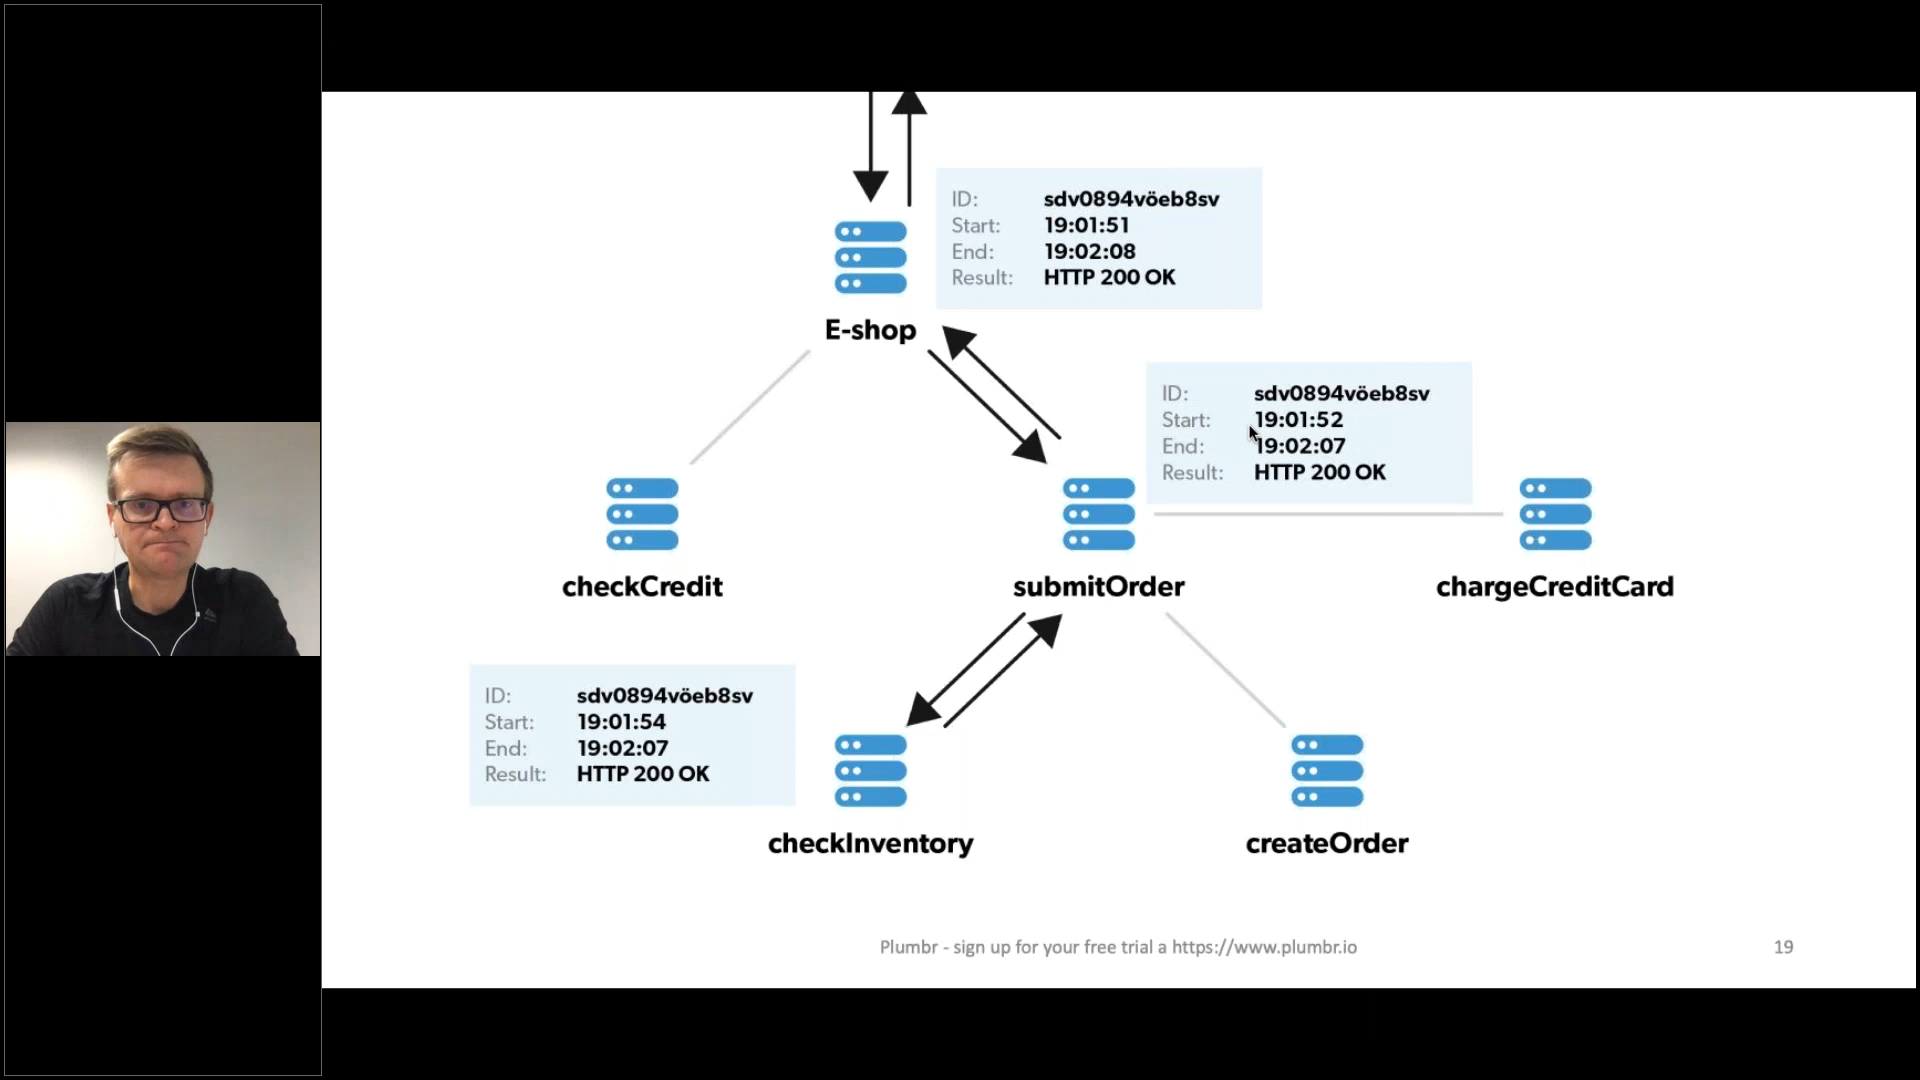 ID: sdv0894vöeb8sv
Start: 19:01:51
End: 19:02:08
Result: HTTP 200 OK
E-shop
ID: sdv0894vöeb8sv
Start: 19:01:52
End: 19:02:07
Result: HTTP 200 OK
checkCredit
submitOrder
chargeCreditCard
ID: sdv0894vöeb8sv
Start: 19:01:54
End: 19:02:07
Result: HTTP 200 OK
checkInventory
createOrder
Plumbr - sign up for your free trial a https://www.plumbr.io
19